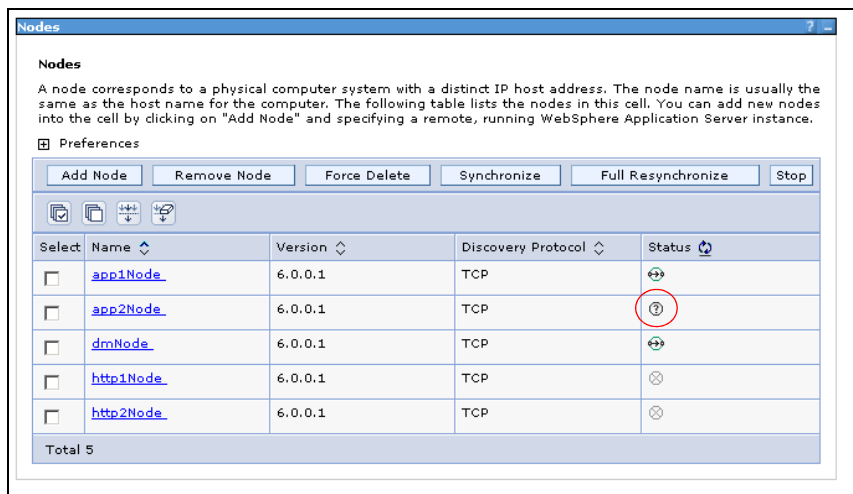 Nodes ? –
Nodes
A node corresponds to a physical computer system with a distinct IP host address. The node name is usually the
same as the host name for the computer. The following table lists the nodes in this cell. You can add new nodes
into the cell by clicking on "Add Node" and specifying a remote, running WebSphere Application Server instance.
Preferences
Add Node Remove Node Force Delete Synchronize Full Resynchronize Stop
Select Name Version Discovery Protocol Status
app1Node 6.0.0.1 TCP
app2Node 6.0.0.1 TCP ?
dmNode 6.0.0.1 TCP
http1Node 6.0.0.1 TCP
http2Node 6.0.0.1 TCP
Total 5